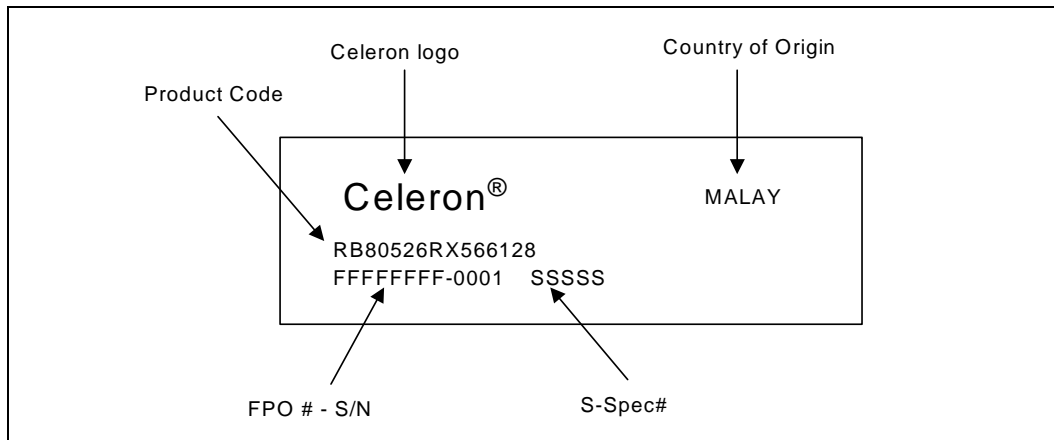 Celeron logo
Country of Origin
Product Code
Celeron®
MALAY
RB80526RX566128
FFFFFFFF-0001 SSSSS
FPO # - S/N
S-Spec#